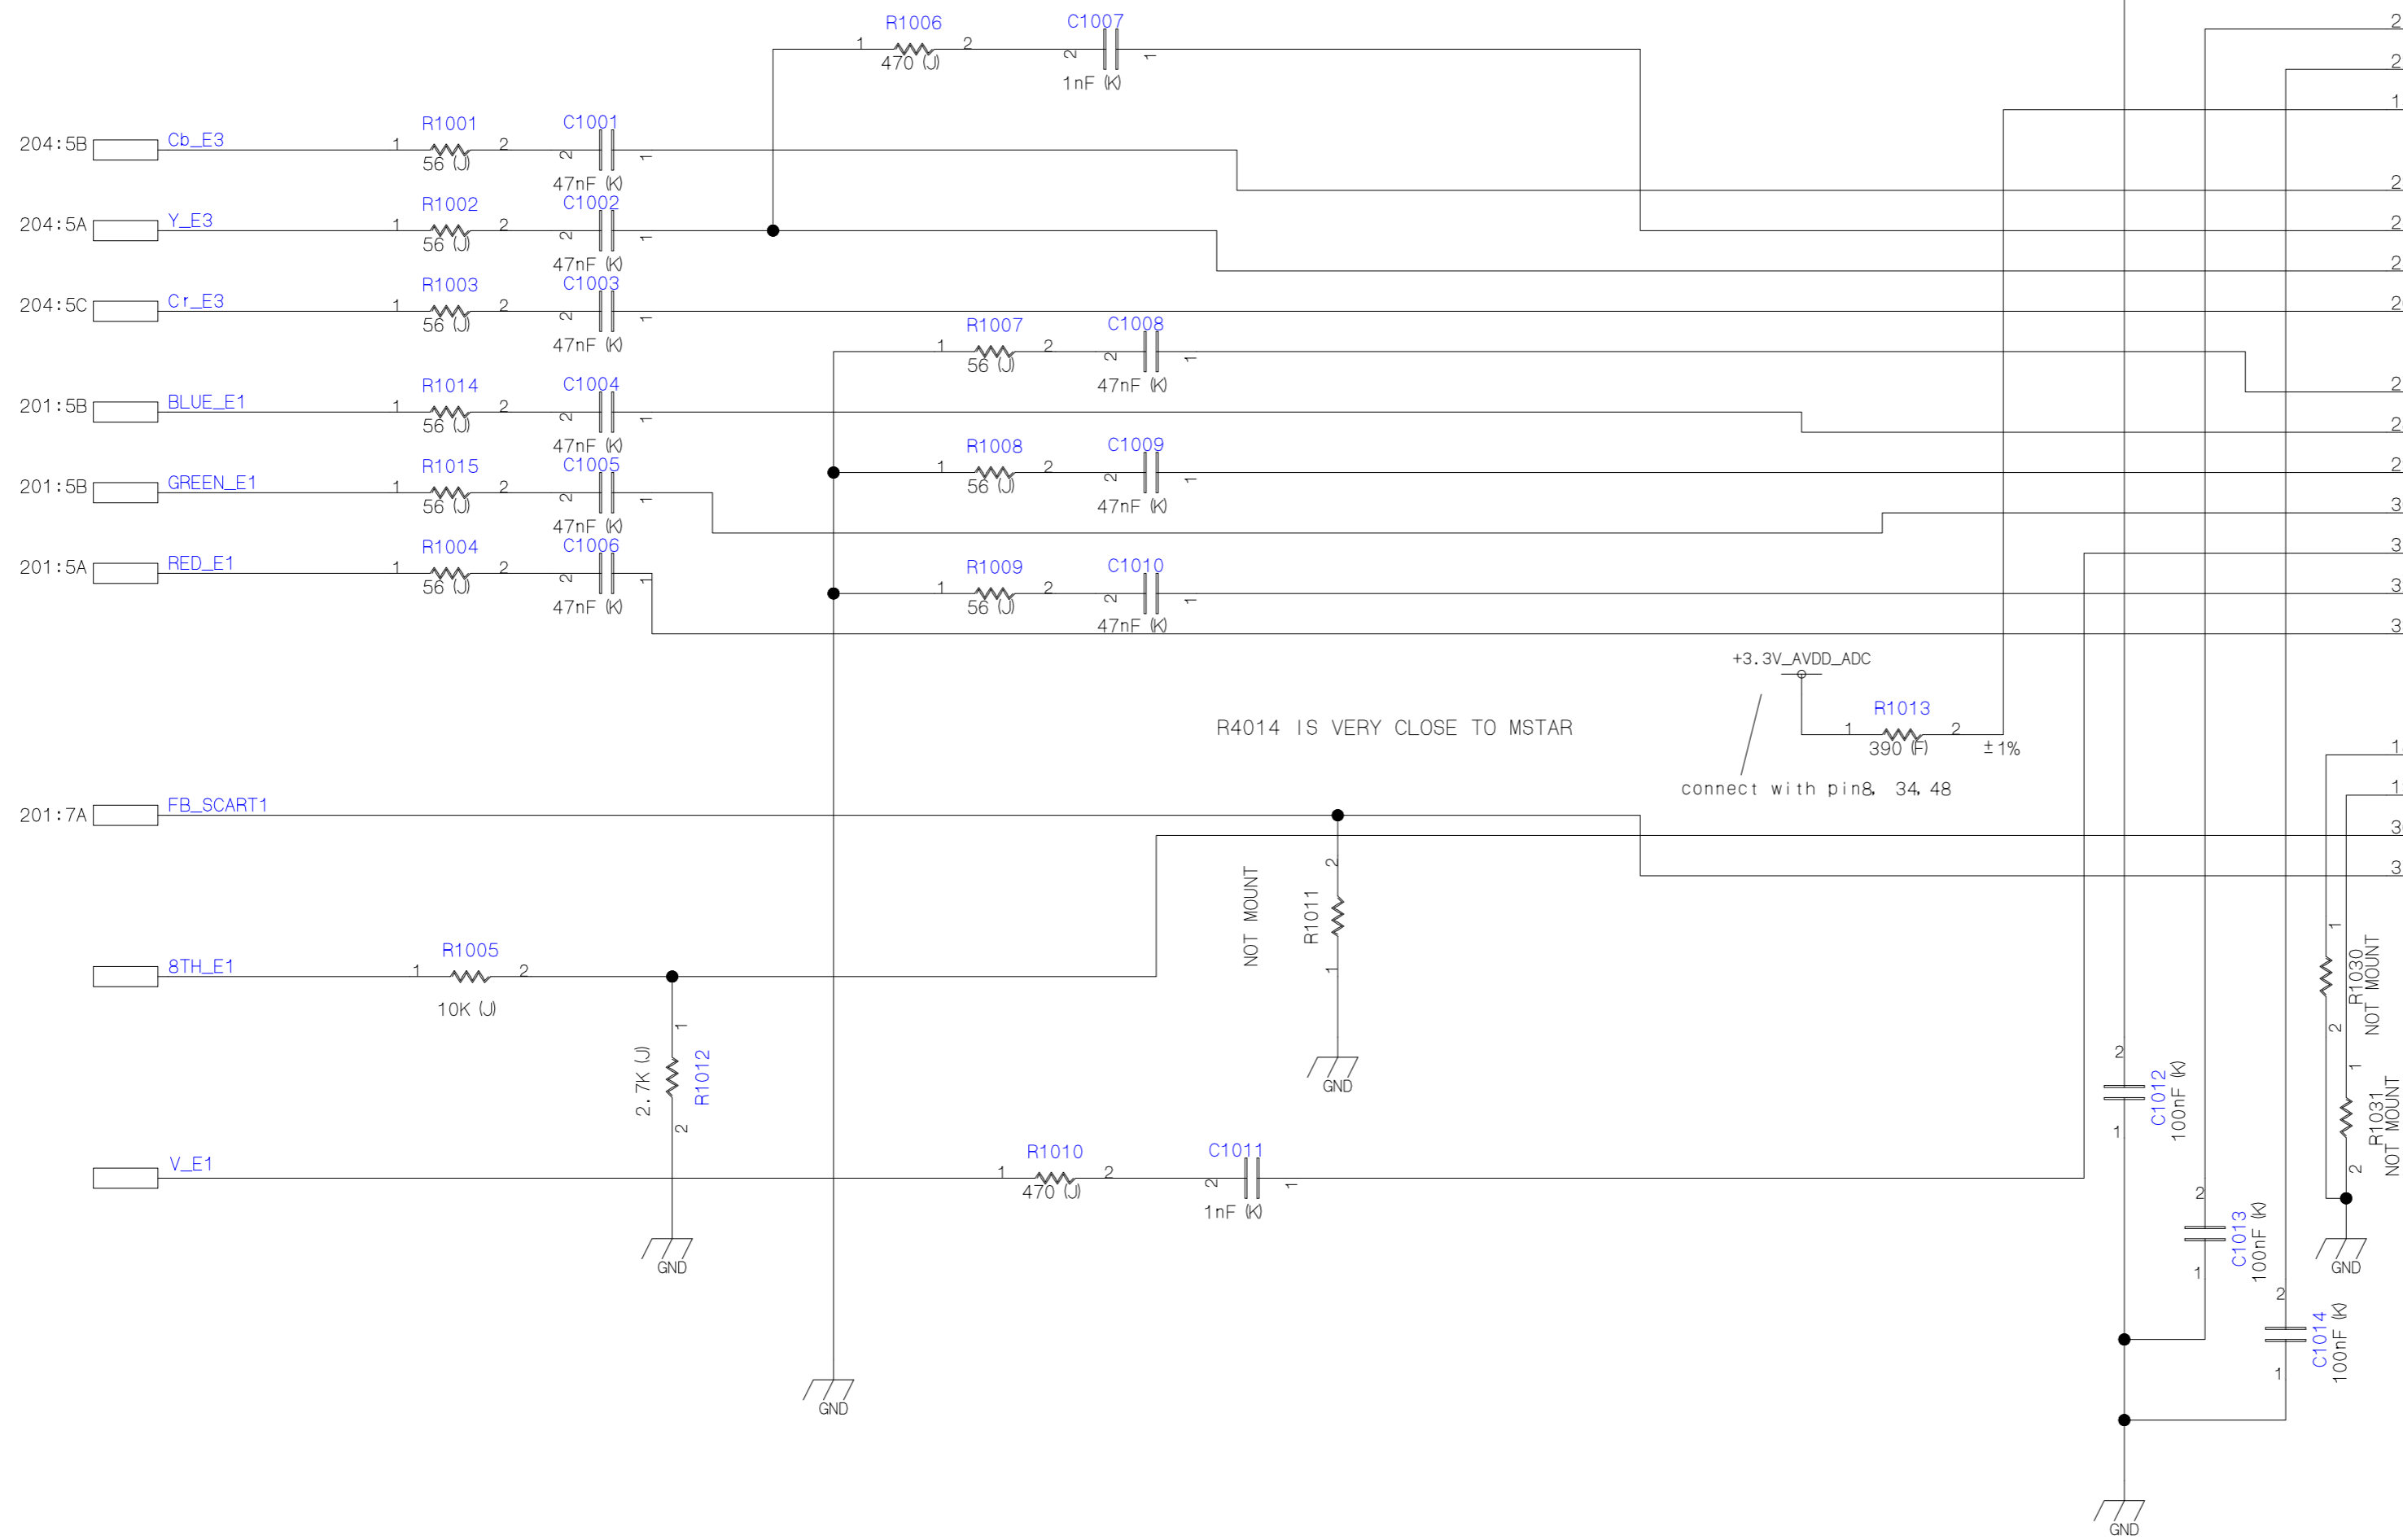 R1006
C1007
1
2
2
1
470 (J)
1nF (K)
204:5B
Cb_E3
R1001
C1001
1
2
2
1
56 (J)
47nF (K)
204:5A
Y_E3
R1002
C1002
1
2
2
1
56 (J)
47nF (K)
204:5C
Cr_E3
R1003
C1003
1
2
2
1
56 (J)
47nF (K)
R1007
C1008
1
2
2
1
56 (J)
47nF (K)
201:5B
BLUE_E1
R1014
C1004
1
2
2
1
56 (J)
47nF (K)
R1008
C1009
1
2
2
1
56 (J)
47nF (K)
201:5B
GREEN_E1
R1015
C1005
1
2
2
1
56 (J)
47nF (K)
201:5A
RED_E1
R1004
C1006
1
2
2
1
56 (J)
47nF (K)
R1009
C1010
1
2
2
1
56 (J)
47nF (K)
+3.3V_AVDD_ADC
R1013
1
2
390 (F)
±1%
R4014 IS VERY CLOSE TO MSTAR
connect with pin8, 34, 48
201:7A
FB_SCART1
2
NOT MOUNT
R1011
1
GND
8TH_E1
R1005
1
2
10K (J)
1
2.7K (J)
R1012
2
GND
V_E1
R1010
C1011
1
2
2
1
470 (J)
1nF (K)
GND
2
C1012
100nF (K)
1
2
C1013
100nF (K)
1
2
C1014
100nF (K)
1
GND
1
R1030
NOT MOUNT
2
1
R1031
NOT MOUNT
2
GND